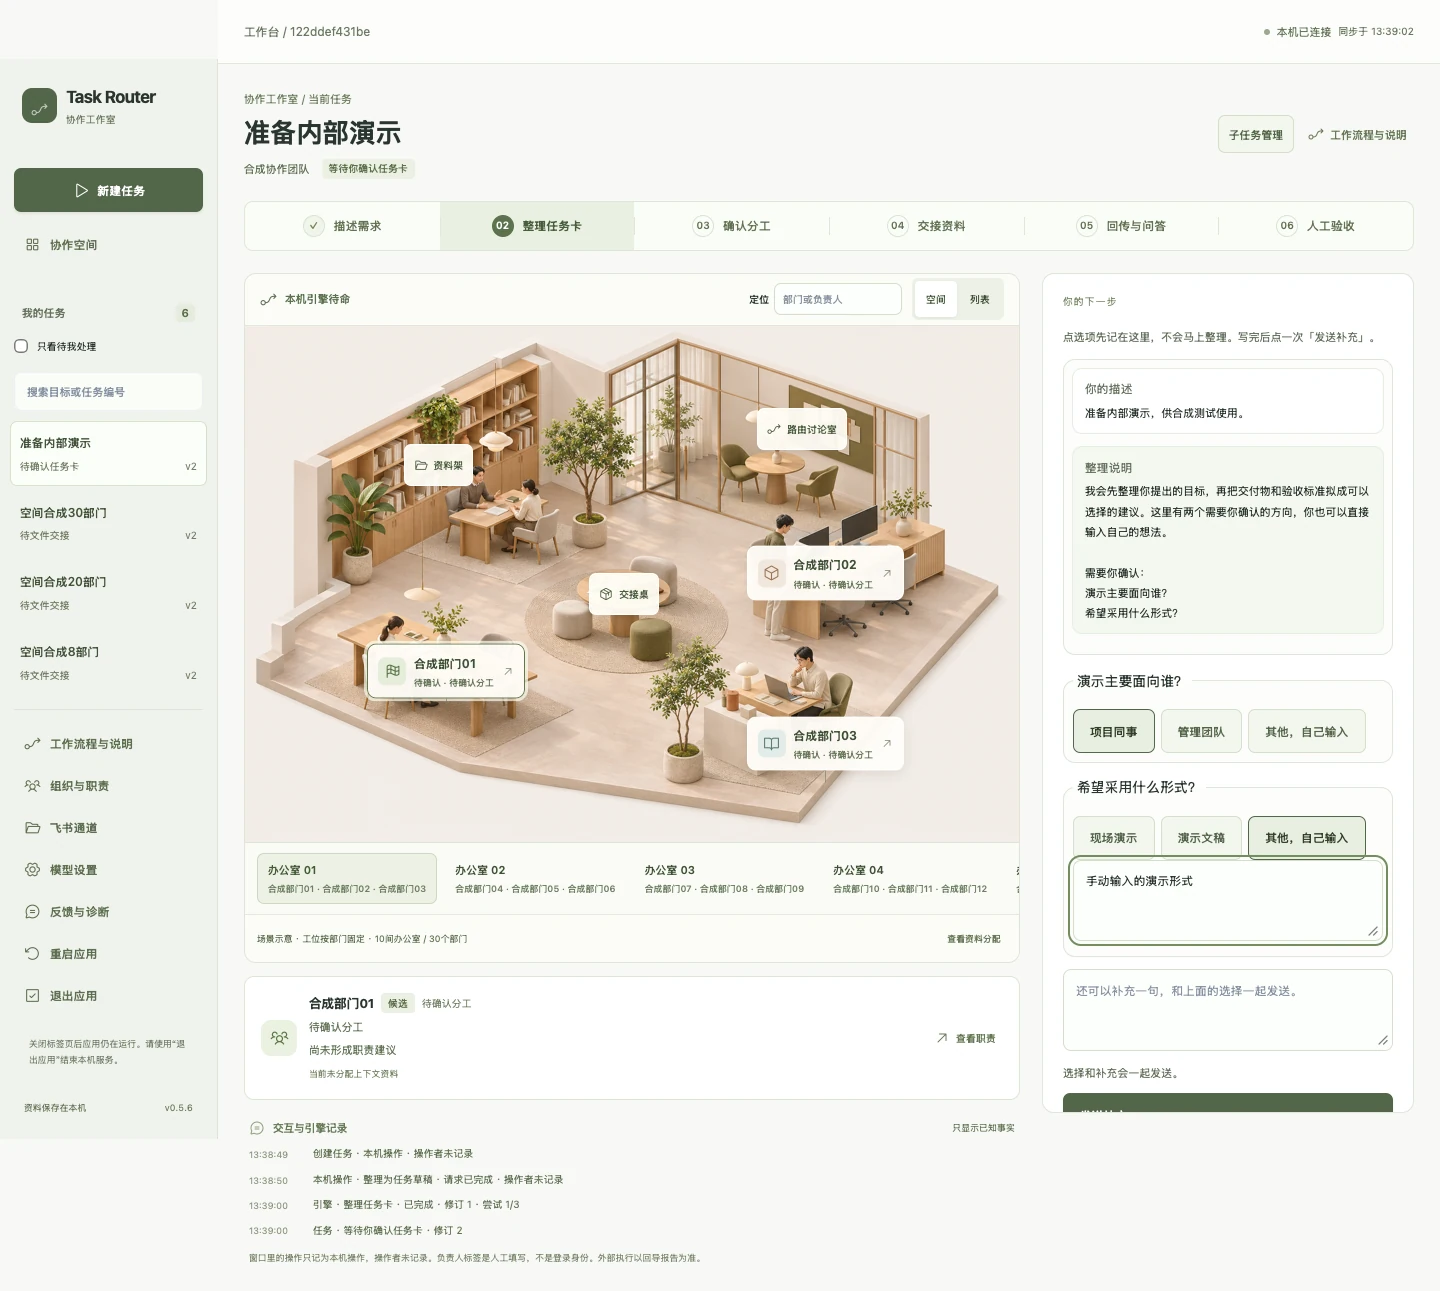 工作台 / 122ddef431be
本机已连接 同步于 13:39:02
Task Router
协作工作室
新建任务
协作空间
我的任务 6
只看待我处理
搜索目标或任务编号
准备内部演示
待确认任务卡 v2
空间合成30部门
待文件交接 v2
空间合成20部门
待文件交接 v2
空间合成8部门
待文件交接 v2
工作流程与说明
组织与职责
飞书通道
模型设置
反馈与诊断
重启应用
退出应用
关闭标签页后应用仍在运行。请使用“退
出应用”结束本机服务。
资料保存在本机 v0.5.6
协作工作室 / 当前任务
准备内部演示
合成协作团队 等待你确认任务卡
子任务管理 工作流程与说明
描述需求
02 整理任务卡
03 确认分工
04 交接资料
05 回传与问答
06 人工验收
本机引擎待命
定位 部门或负责人
空间 列表
资料架
路由讨论室
合成部门02
待确认 · 待确认分工
交接桌
合成部门01
待确认 · 待确认分工
合成部门03
待确认 · 待确认分工
办公室 01
合成部门01 · 合成部门02 · 合成部门03
办公室 02
合成部门04 · 合成部门05 · 合成部门06
办公室 03
合成部门07 · 合成部门08 · 合成部门09
办公室 04
合成部门10 · 合成部门11 · 合成部门12
场景示意 · 工位按部门固定 · 10间办公室 / 30个部门
查看资料分配
合成部门01 候选 待确认分工
待确认分工
尚未形成职责建议
当前未分配上下文资料
查看职责
交互与引擎记录
只显示已知事实
13:38:49 创建任务 · 本机操作 · 操作者未记录
13:38:50 本机操作 · 整理为任务草稿 · 请求已完成 · 操作者未记录
13:39:00 引擎 · 整理任务卡 · 已完成 · 修订 1 · 尝试 1/3
13:39:00 任务 · 等待你确认任务卡 · 修订 2
窗口里的操作只记为本机操作，操作者未记录。负责人标签是人工填写，不是登录身份。外部执行以回导报告为准。
你的下一步
点选项先记在这里，不会马上整理。写完后点一次「发送补充」。
你的描述
准备内部演示，供合成测试使用。
整理说明
我会先整理你提出的目标，再把交付物和验收标准拟成可以
选择的建议。这里有两个需要你确认的方向，你也可以直接
输入自己的想法。
需要你确认：
演示主要面向谁？
希望采用什么形式？
演示主要面向谁？
项目同事 管理团队 其他，自己输入
希望采用什么形式？
现场演示 演示文稿 其他，自己输入
手动输入的演示形式
还可以补充一句，和上面的选择一起发送。
选择和补充会一起发送。